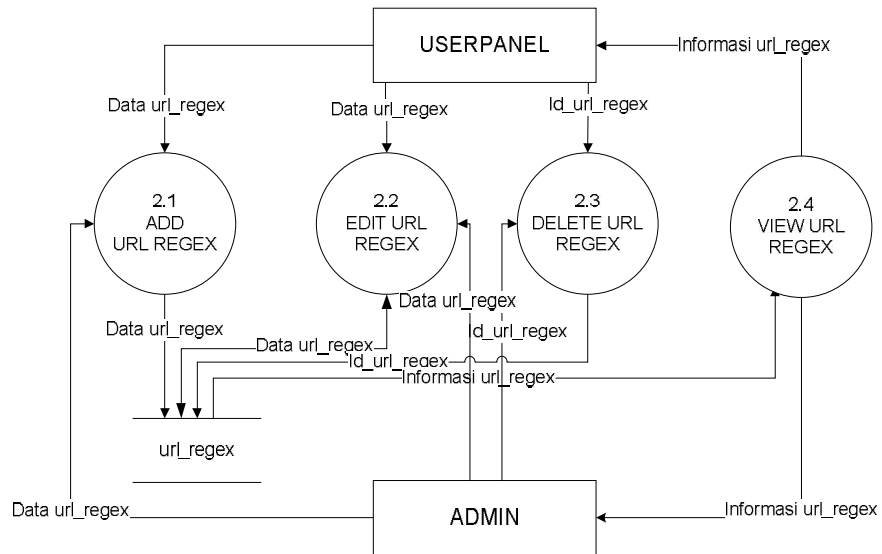 USERPANEL
Informasi url_regex
Data url_regex
Data url_regex
Id_url_regex
2.1
ADD
URL REGEX
2.2
EDIT URL
REGEX
2.3
DELETE URL
REGEX
2.4
VIEW URL
REGEX
Data url_regex
Data url_regex
Id_url_regex
Data url_regex
Id_url_regex
Informasi url_regex
url_regex
Data url_regex
ADMIN
Informasi url_regex